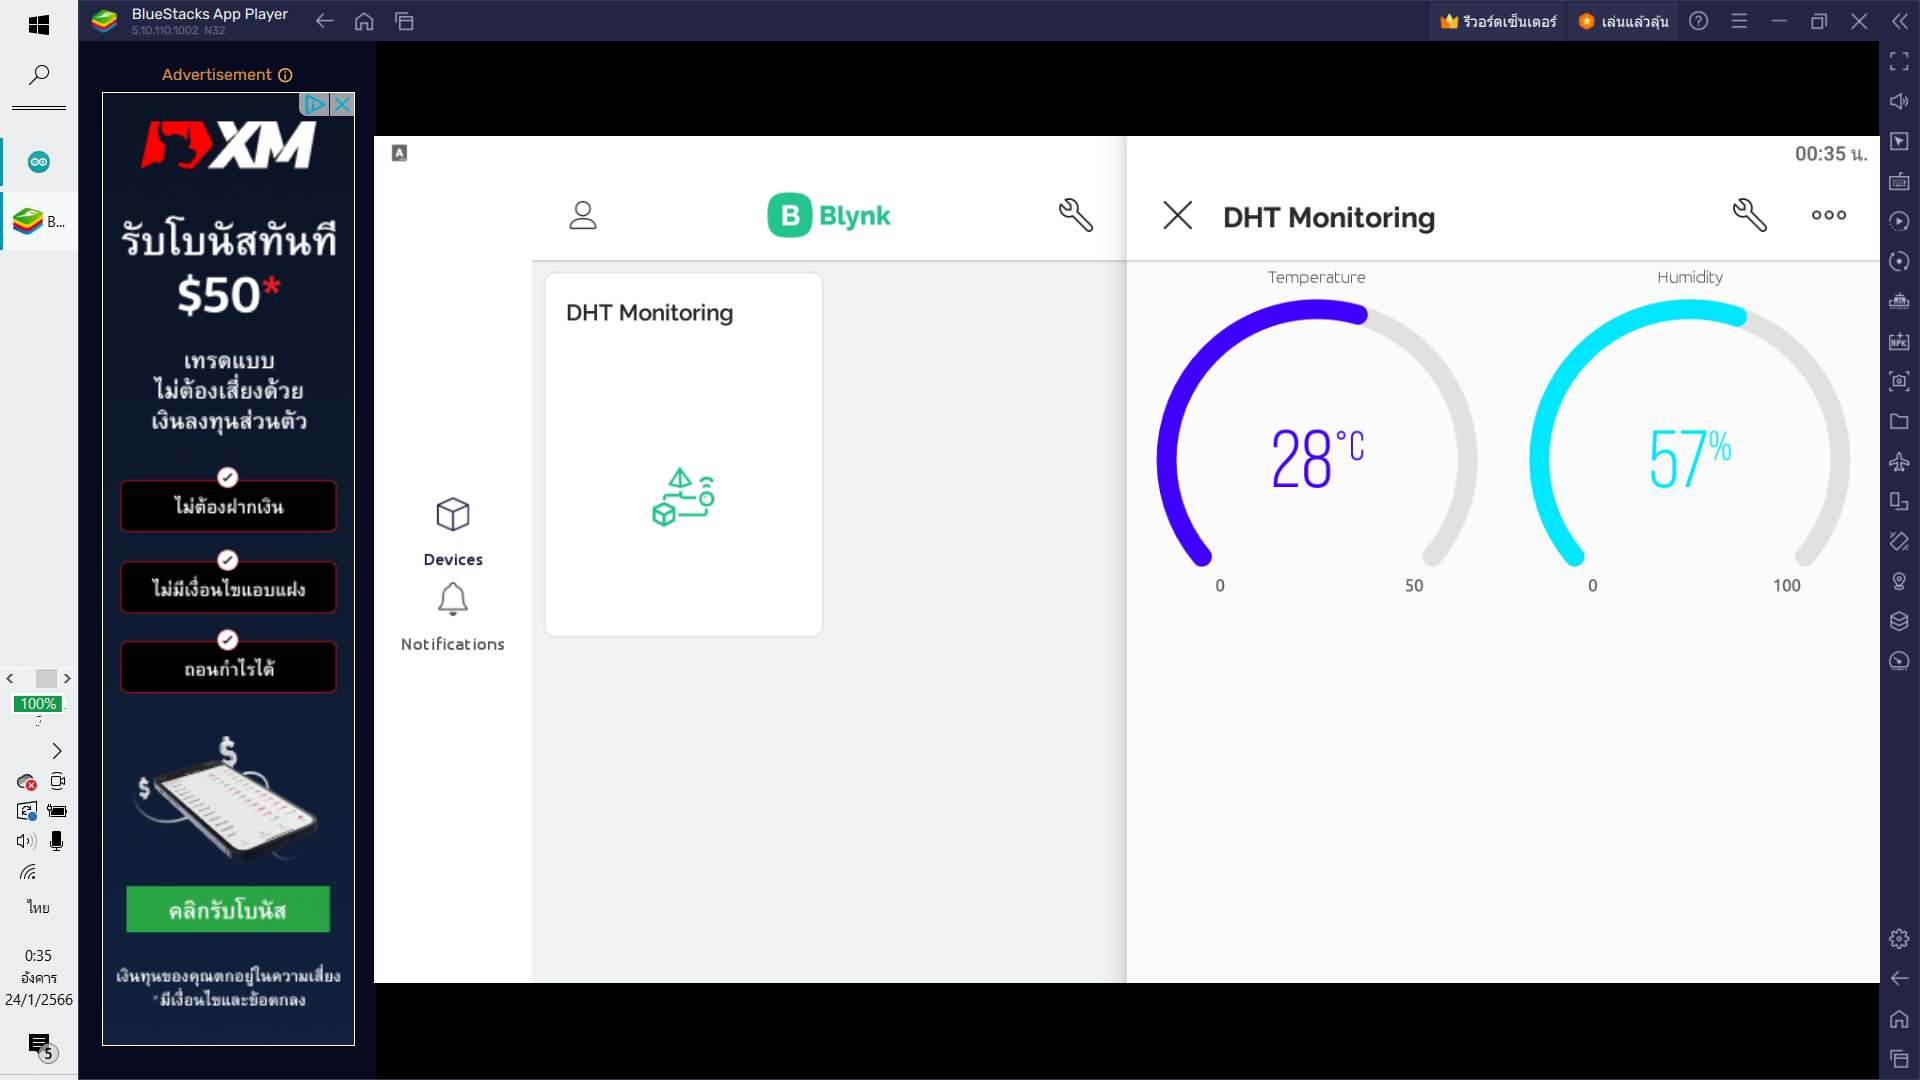 BlueStacks App Player
5.10.110.1002 N32
รีวอร์ดเซ็นเตอร์
เล่นแล้วลุ้น
Advertisement
XM
รับโบนัสทันที
$50*
เทรดแบบ
ไม่ต้องเสี่ยงด้วย
เงินลงทุนส่วนตัว
ไม่ต้องฝากเงิน
ไม่มีเงื่อนไขแอบแฝง
ถอนกำไรได้
คลิกรับโบนัส
เงินทุนของคุณตกอยู่ในความเสี่ยง
*มีเงื่อนไขและข้อตกลง
B...
100%
ไทย
0:35
อังคาร
24/1/2566
5
A
B Blynk
DHT Monitoring
Devices
Notifications
00:35 น.
DHT Monitoring
Temperature
28°C
0
50
Humidity
57%
0
100